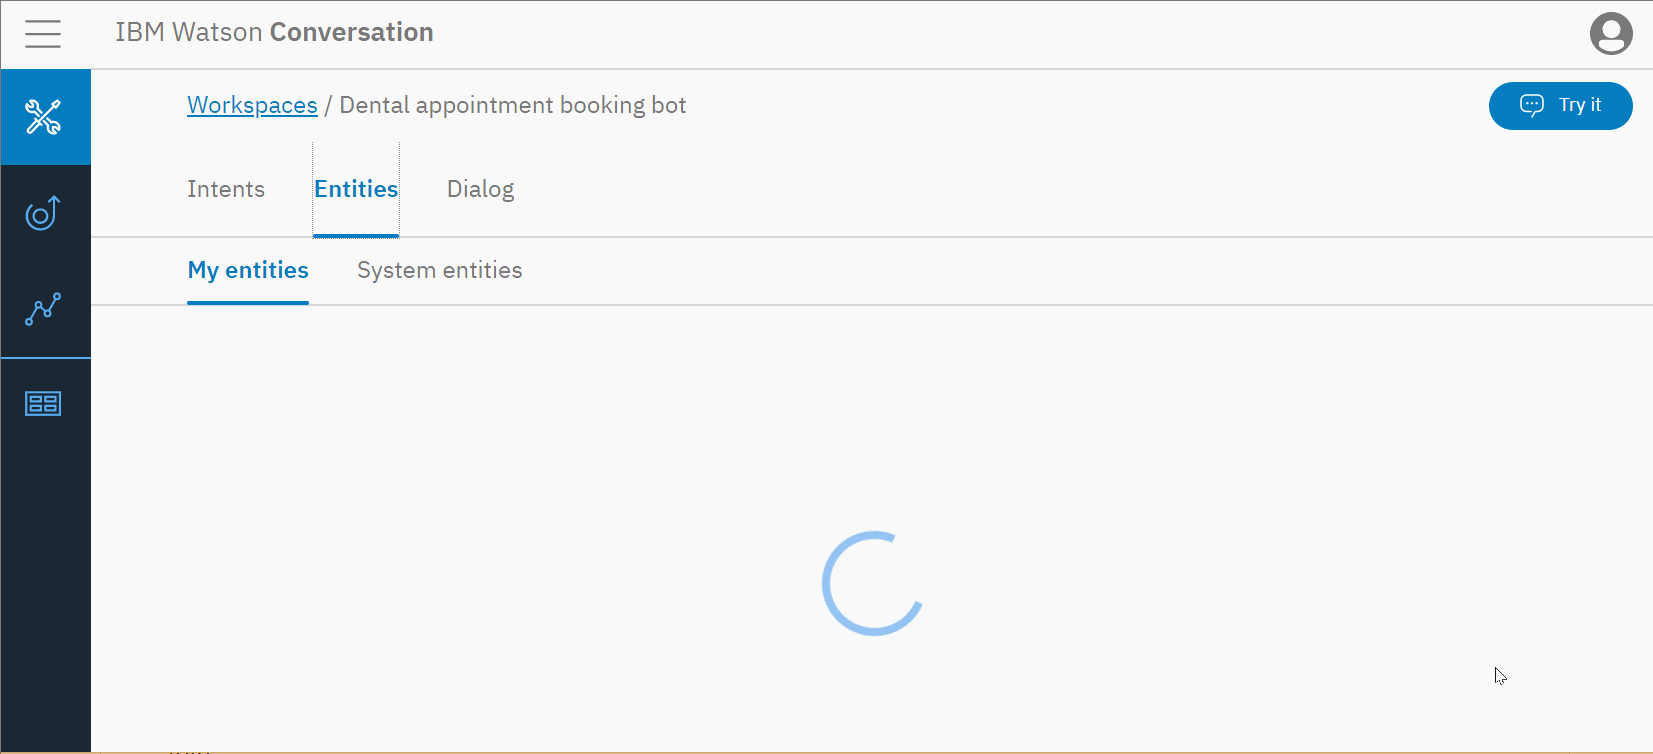 IBM Watson Conversation
Workspaces / Dental appointment booking bot
Try it
Intents Entities Dialog
My entities System entities